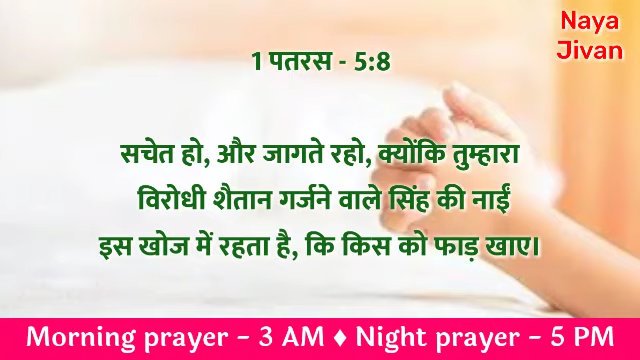 Naya
Jivan
1 पतरस - 5:8
सचेत हो, और जागते रहो, क्योंकि तुम्हारा
विरोधी शैतान गर्जने वाले सिंह की नाईं
इस खोज में रहता है, कि किस को फाड़ खाए।
Morning prayer – 3 AM ♦ Night prayer – 5 PM